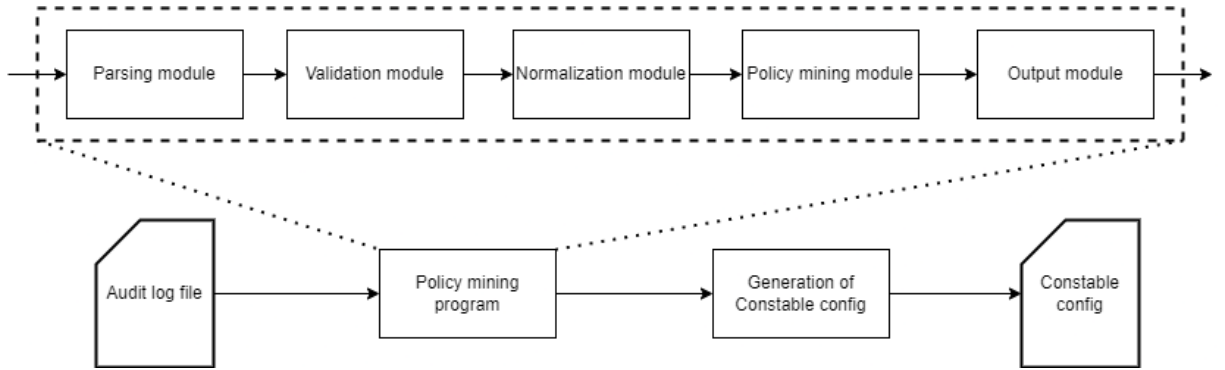 Parsing module
Validation module
Normalization module
Policy mining module
Output module
Audit log file
Policy mining
program
Generation of
Constable config
Constable
config